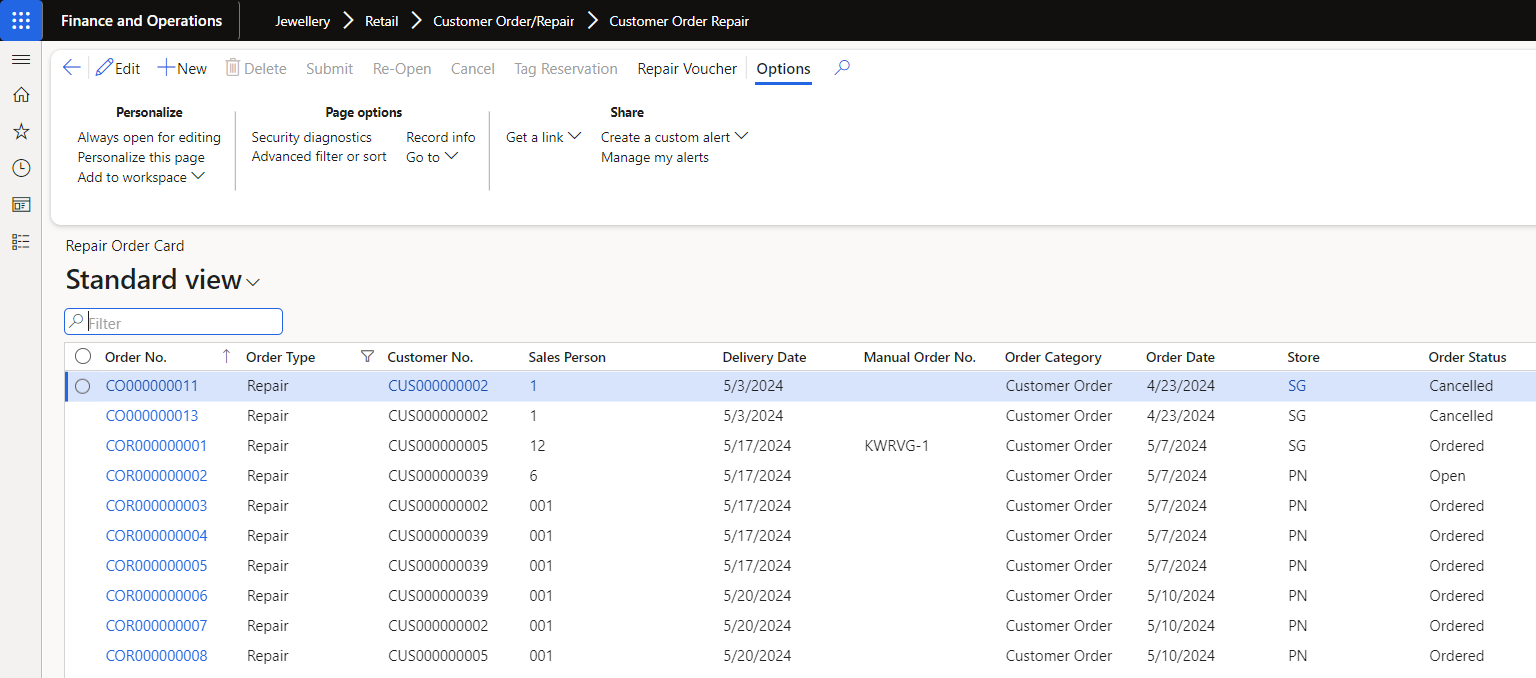 Finance and Operations Jewellery Retail Customer Order/Repair Customer Order Repair
Edit New Delete Submit Re-Open Cancel Tag Reservation Repair Voucher Options
Personalize Page options Share
Always open for editing Security diagnostics Record info Get a link Create a custom alert
Personalize this page Advanced filter or sort Go to Manage my alerts
Add to workspace
Repair Order Card
Standard view
Filter
Order No. Order Type Customer No. Sales Person Delivery Date Manual Order No. Order Category Order Date Store Order Status
CO000000011 Repair CUS000000002 1 5/3/2024 Customer Order 4/23/2024 SG Cancelled
CO000000013 Repair CUS000000002 1 5/3/2024 Customer Order 4/23/2024 SG Cancelled
COR000000001 Repair CUS000000005 12 5/17/2024 KWRVG-1 Customer Order 5/7/2024 SG Ordered
COR000000002 Repair CUS000000039 6 5/17/2024 Customer Order 5/7/2024 PN Open
COR000000003 Repair CUS000000002 001 5/17/2024 Customer Order 5/7/2024 PN Ordered
COR000000004 Repair CUS000000039 001 5/17/2024 Customer Order 5/7/2024 PN Ordered
COR000000005 Repair CUS000000039 001 5/17/2024 Customer Order 5/7/2024 PN Ordered
COR000000006 Repair CUS000000039 001 5/20/2024 Customer Order 5/10/2024 PN Ordered
COR000000007 Repair CUS000000002 001 5/20/2024 Customer Order 5/10/2024 PN Ordered
COR000000008 Repair CUS000000005 001 5/20/2024 Customer Order 5/10/2024 PN Ordered